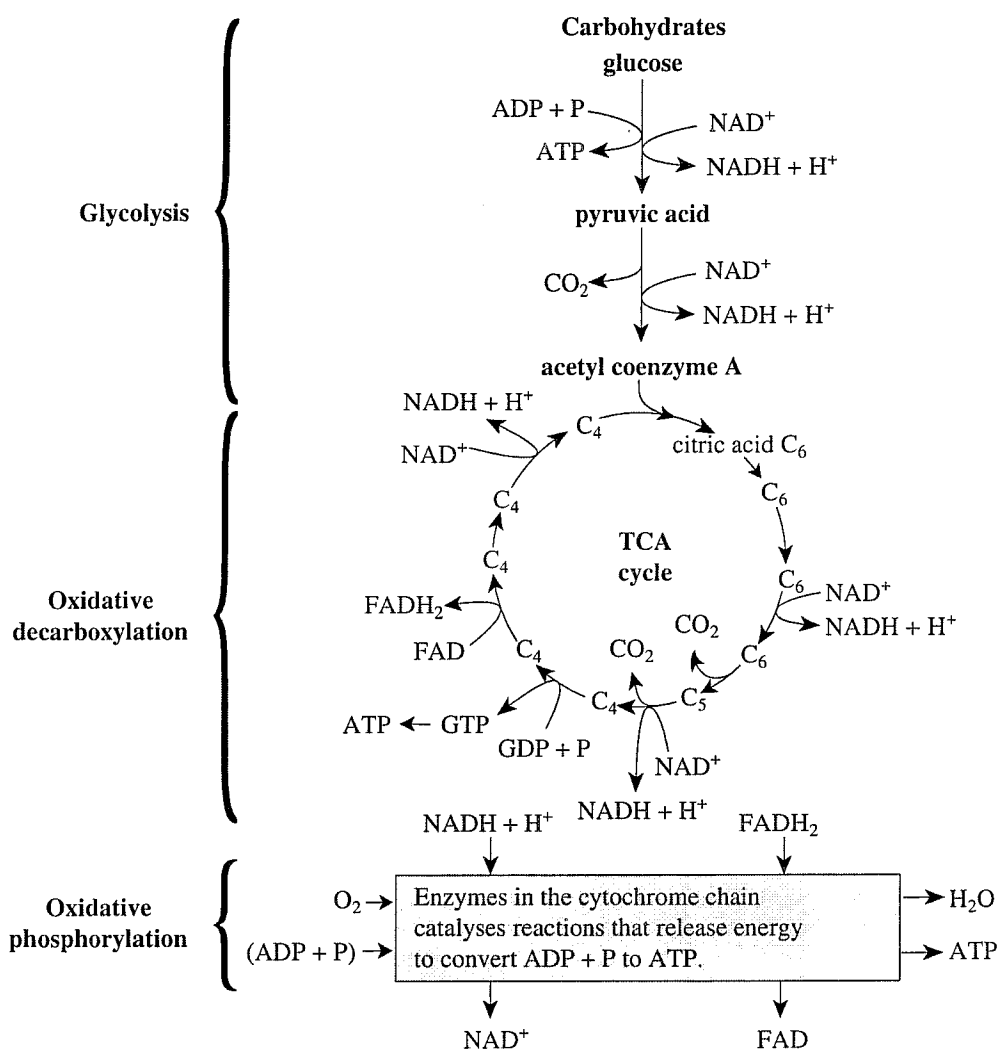 Carbohydrates
glucose
ADP + P
NAD⁺
ATP
NADH + H⁺
Glycolysis
pyruvic acid
NAD⁺
CO₂
NADH + H⁺
acetyl coenzyme A
NADH + H⁺
C₄
NAD⁺
citric acid C₆
C₄
C₆
TCA
cycle
C₄
C₆
NAD⁺
Oxidative
decarboxylation
FADH₂
NADH + H⁺
CO₂
FAD
C₄
CO₂
C₆
C₄
C₅
ATP
GTP
GDP + P
NAD⁺
NADH + H⁺
NADH + H⁺
FADH₂
Oxidative
phosphorylation
O₂
(ADP + P)
Enzymes in the cytochrome chain
catalyses reactions that release energy
to convert ADP + P to ATP.
H₂O
ATP
NAD⁺
FAD